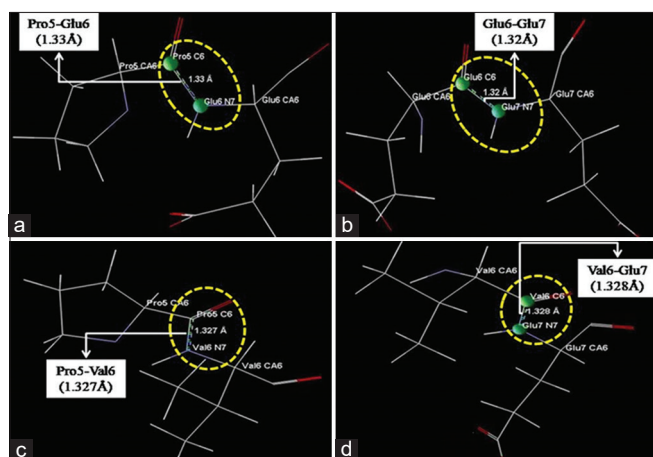 Pro5-Glu6
(1.33Å)
Pro5 C6
Pro5 CA6
1.33 Å
Glu6 N7
Glu6 CA6
a
Glu6-Glu7
(1.32Å)
Glu6 C6
Glu6 CA6
1.32 Å
Glu7 CA6
Glu7 N7
b
Pro5 CA6
Pro5 C6
1.327 Å
Val6 N7
Val6 CA6
Pro5-Val6
(1.327Å)
c
Val6 CA6
Val6-Glu7
(1.328Å)
Val6 C6
1.328 Å
Glu7 N7
Glu7 CA6
d